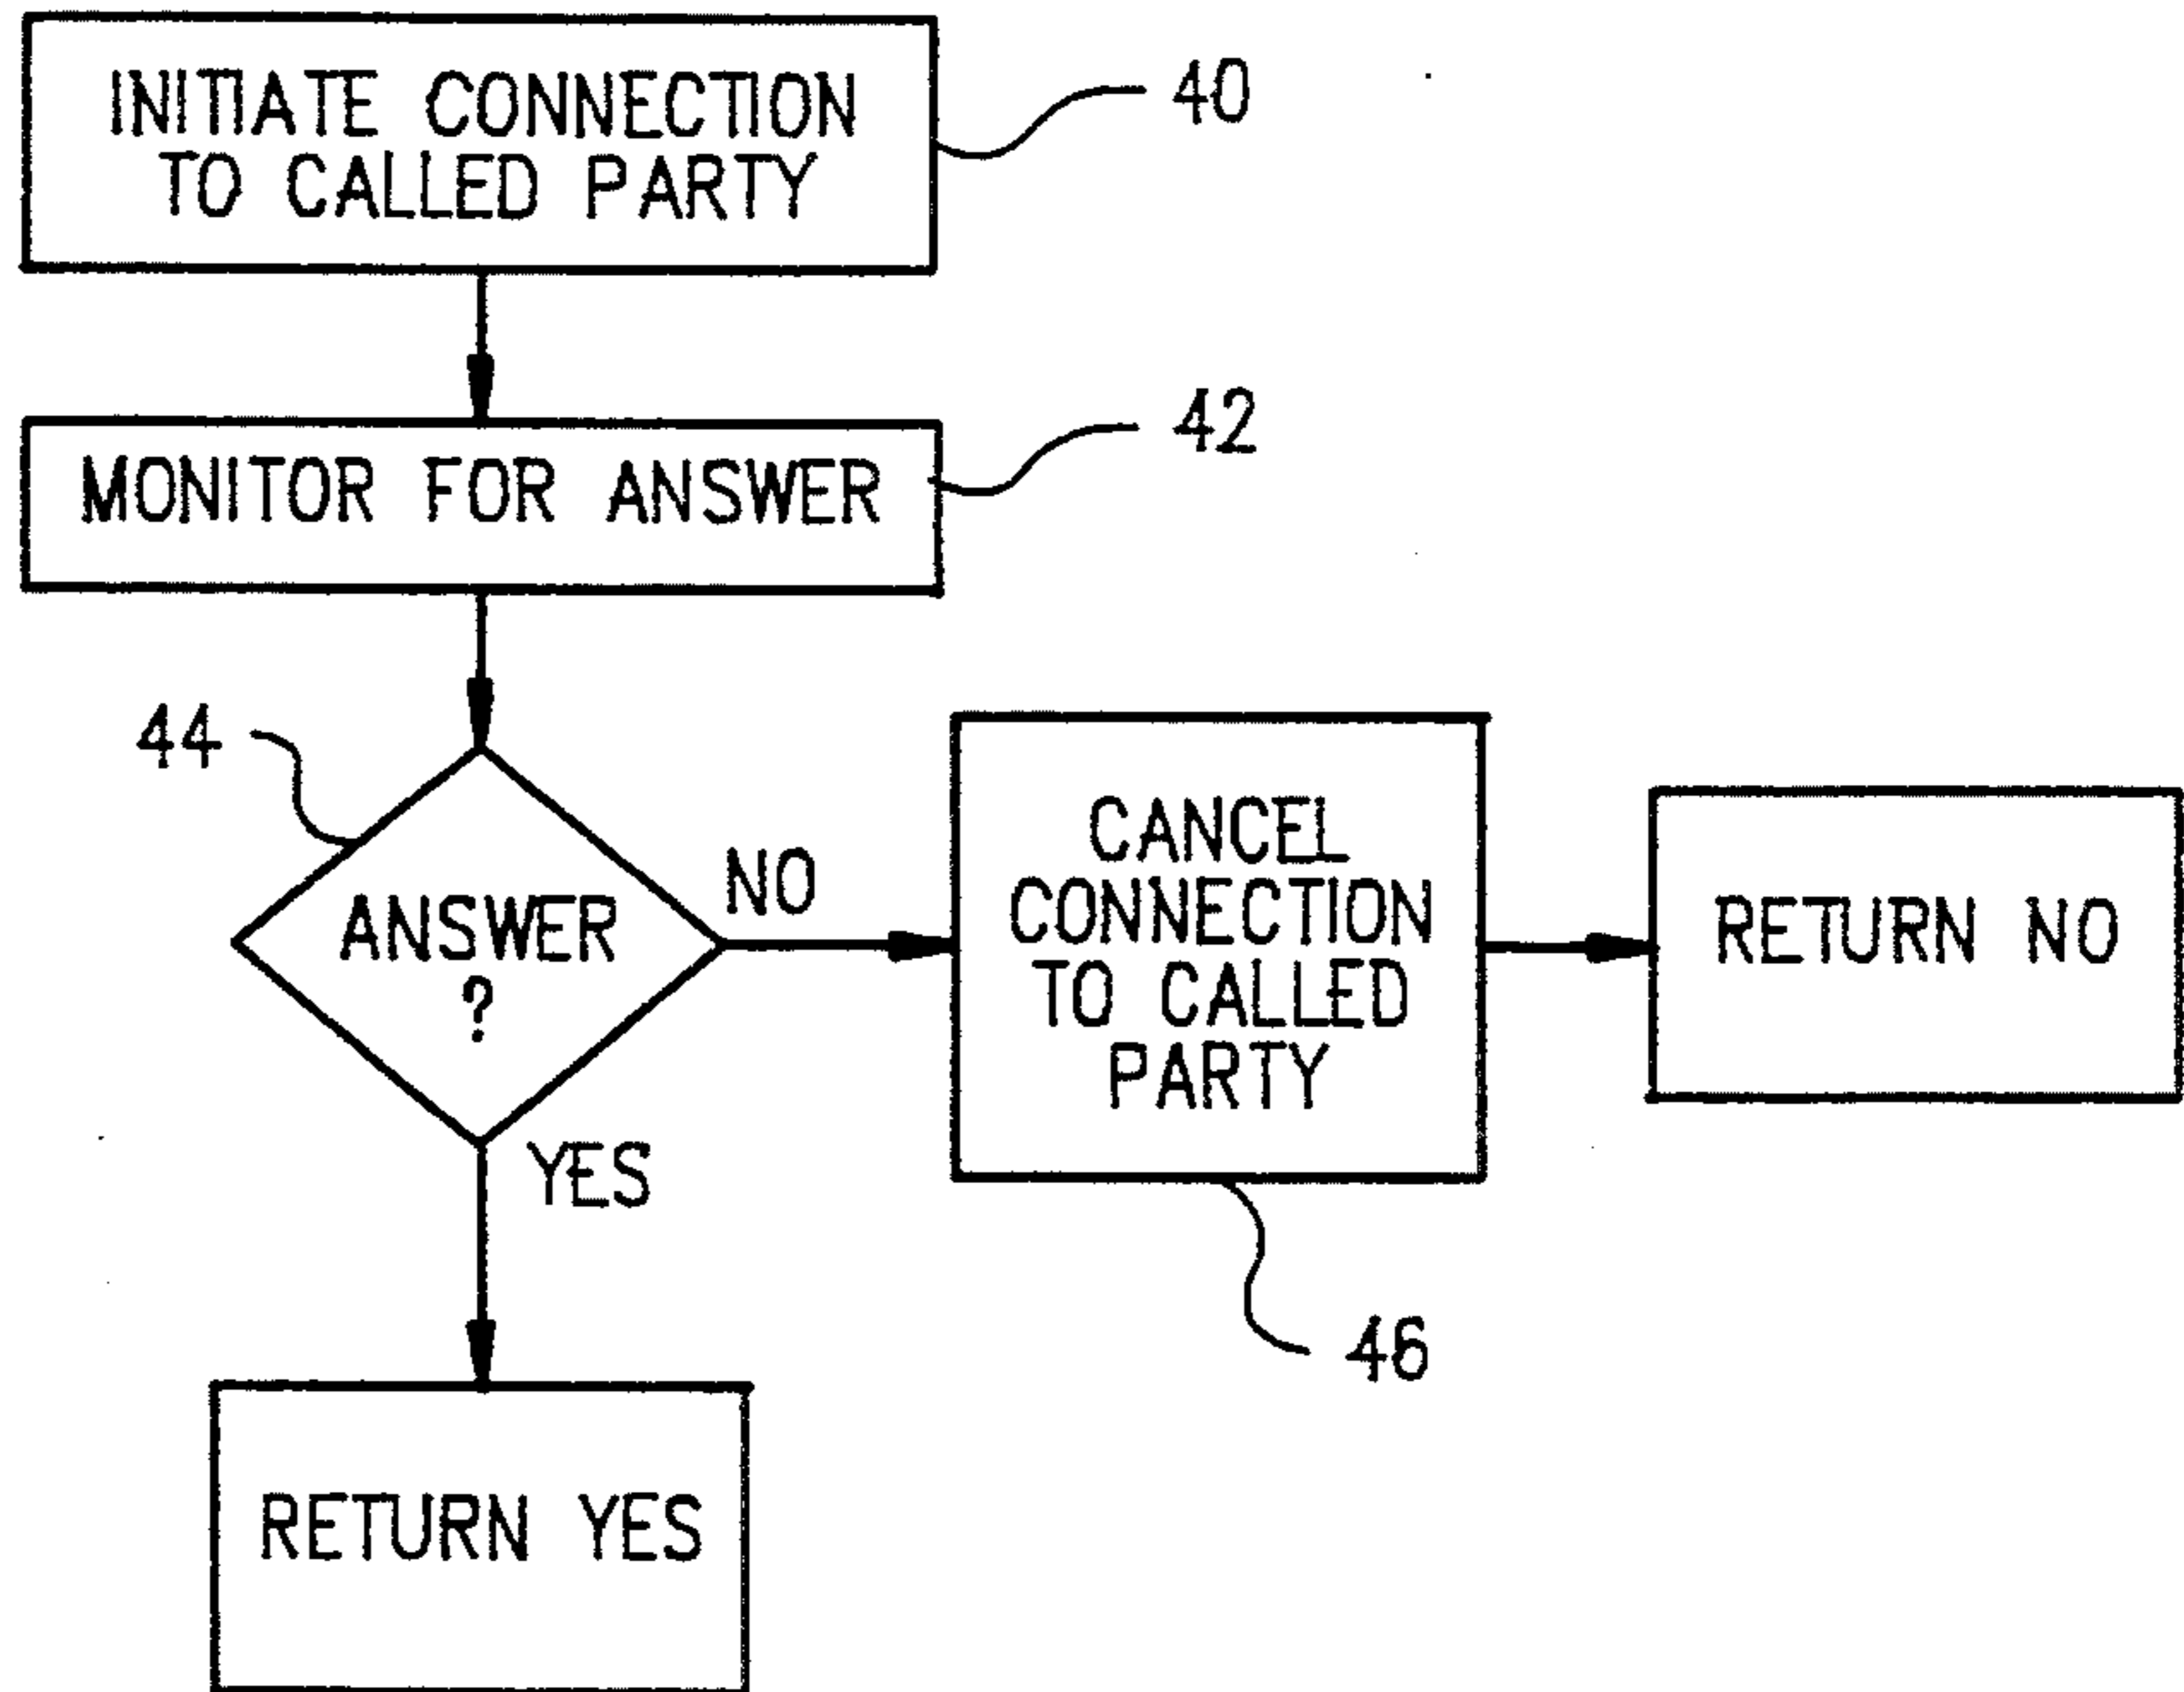 INITIATE CONNECTION
TO CALLED PARTY
40
MONITOR FOR ANSWER
42
44
ANSWER
?
NO
CANCEL
CONNECTION
TO CALLED
PARTY
46
RETURN NO
YES
RETURN YES